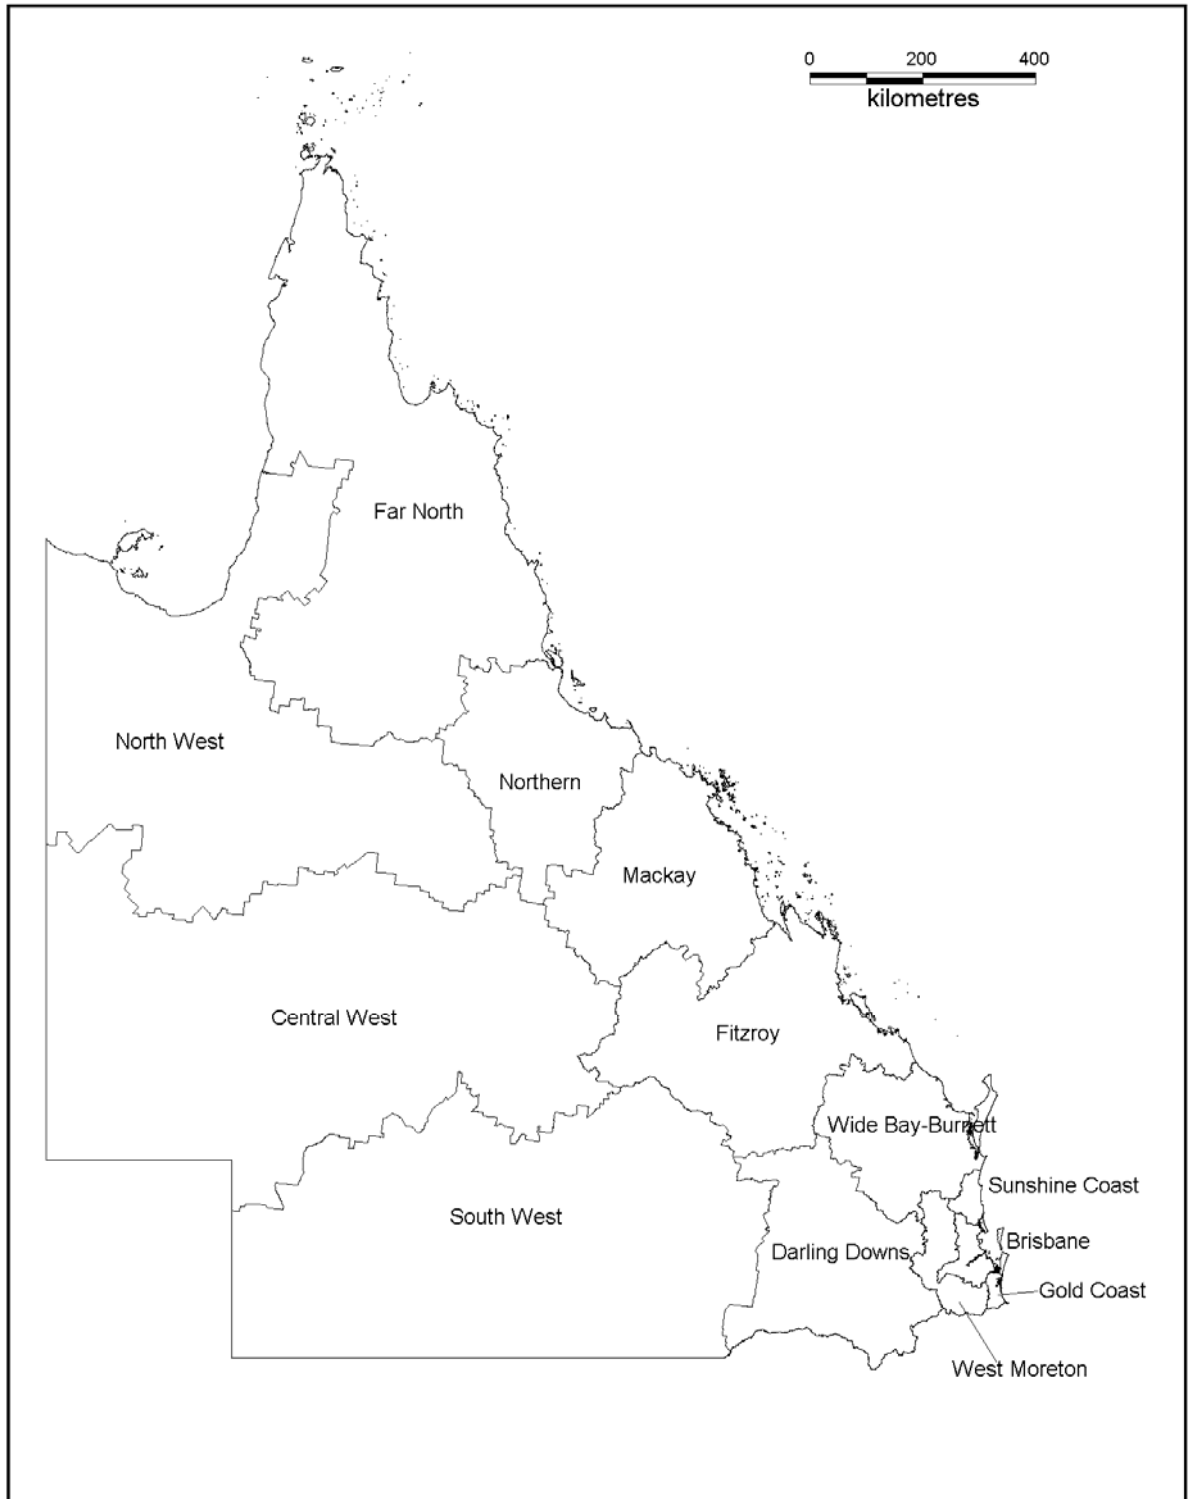 0 200 400
kilometres
Far North
North West
Northern
Mackay
Central West
Fitzroy
Wide Bay-Burnett
Sunshine Coast
South West
Brisbane
Darling Downs
Gold Coast
West Moreton